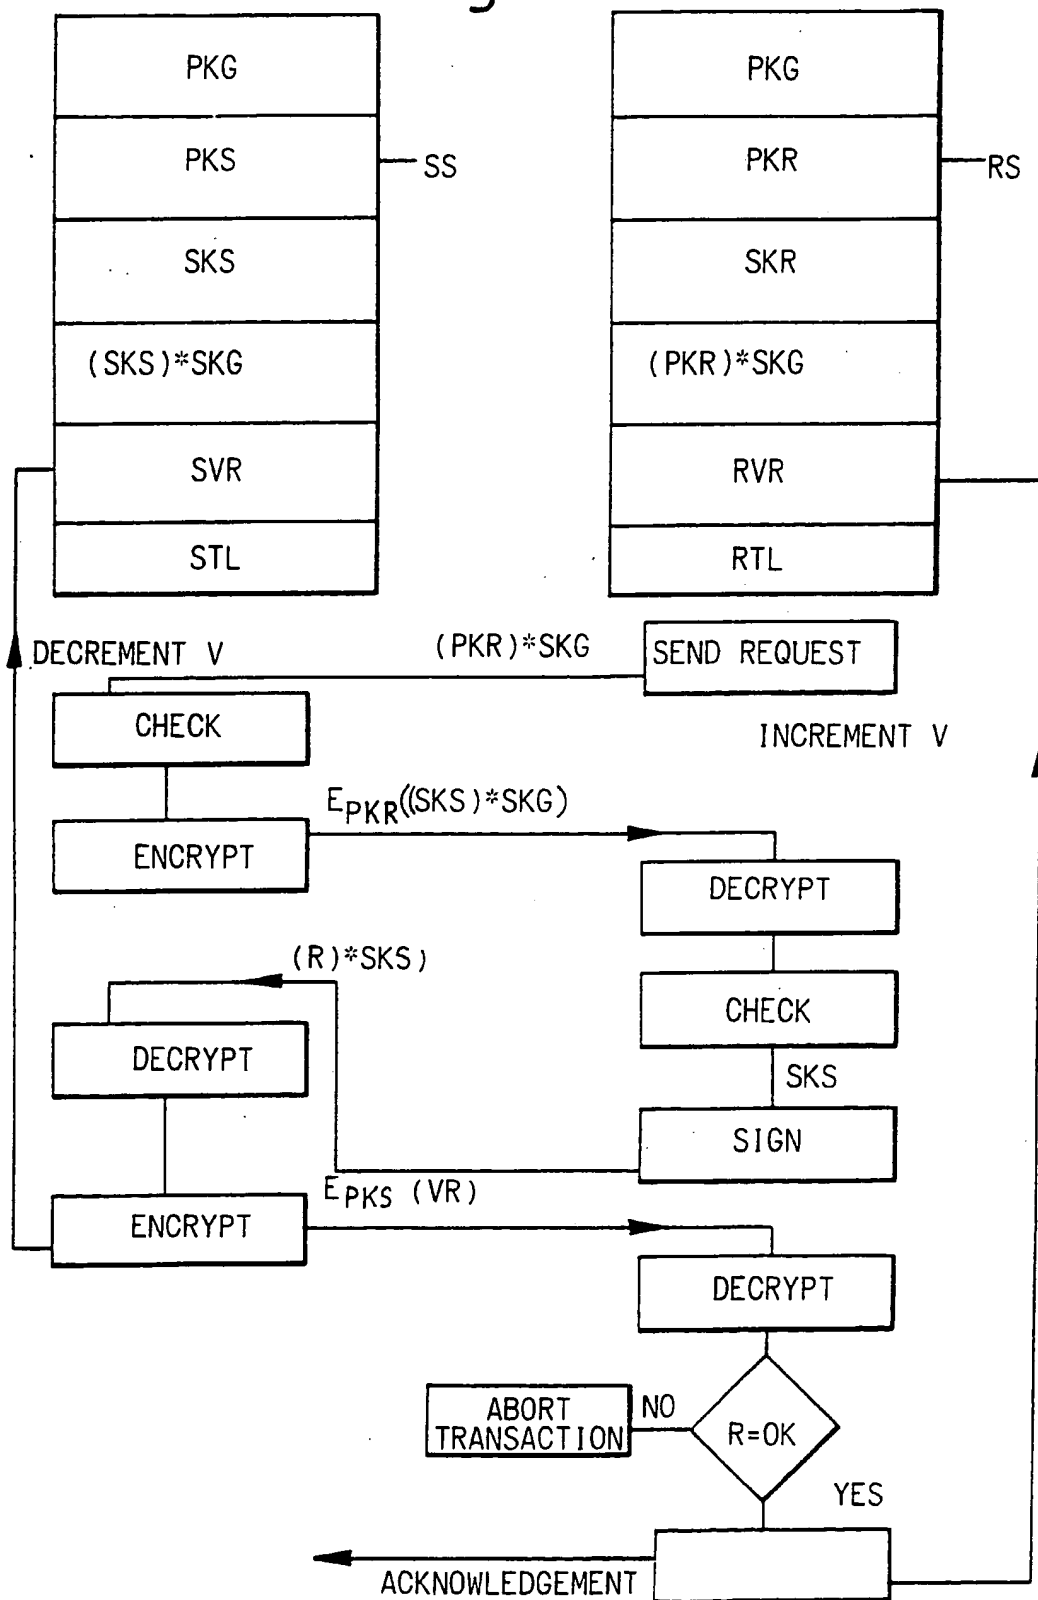 PKG
PKS
SS
SKS
(SKS)*SKG
SVR
STL
PKG
PKR
RS
SKR
(PKR)*SKG
RVR
RTL
DECREMENT V
(PKR)*SKG
SEND REQUEST
CHECK
INCREMENT V
EPKR((SKS)*SKG)
ENCRYPT
DECRYPT
(R)*SKS)
CHECK
DECRYPT
SKS
SIGN
EPKS (VR)
ENCRYPT
DECRYPT
ABORT
TRANSACTION
NO
R=OK
YES
ACKNOWLEDGEMENT